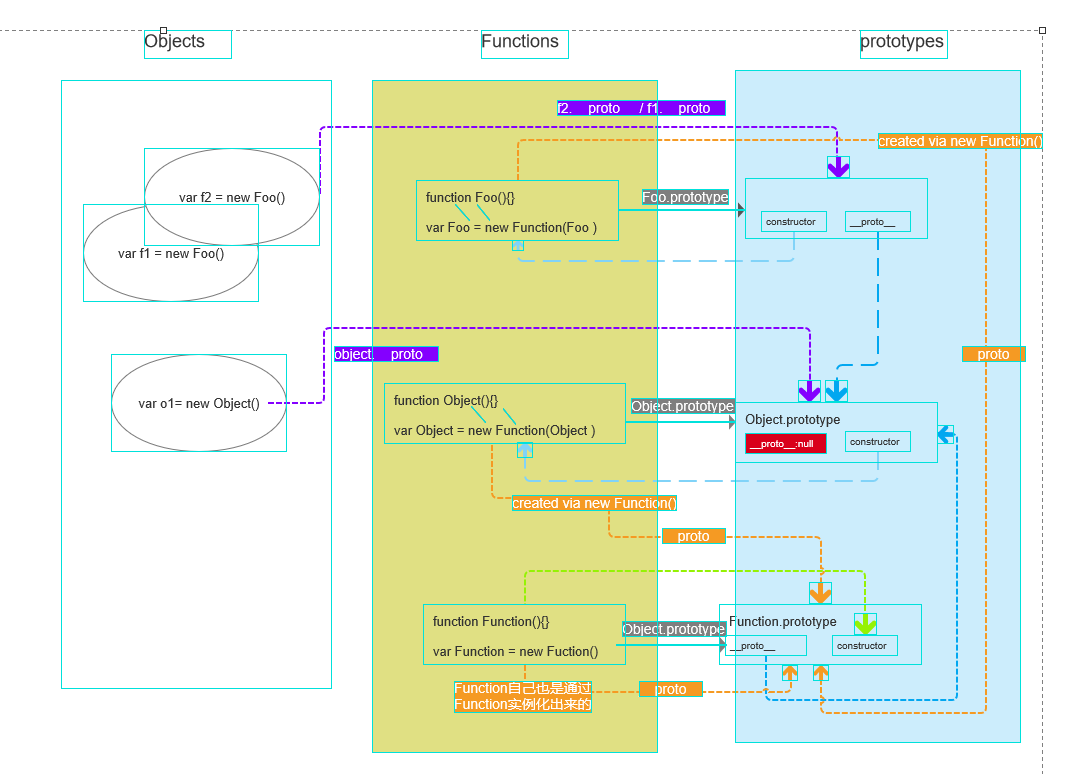 Objects
Functions
prototypes
f2. proto / f1. proto
created via new Function()
var f2 = new Foo()
function Foo(){}
Foo.prototype
var Foo = new Function(Foo )
constructor
__proto__
var f1 = new Foo()
object. proto
proto
var o1= new Object()
function Object(){}
Object.prototype
var Object = new Function(Object )
Object.prototype
__proto__:null
constructor
created via new Function()
proto
function Function(){}
Object.prototype
var Function = new Fuction()
Function.prototype
__proto__
constructor
Function自己也是通过
Function实例化出来的
proto